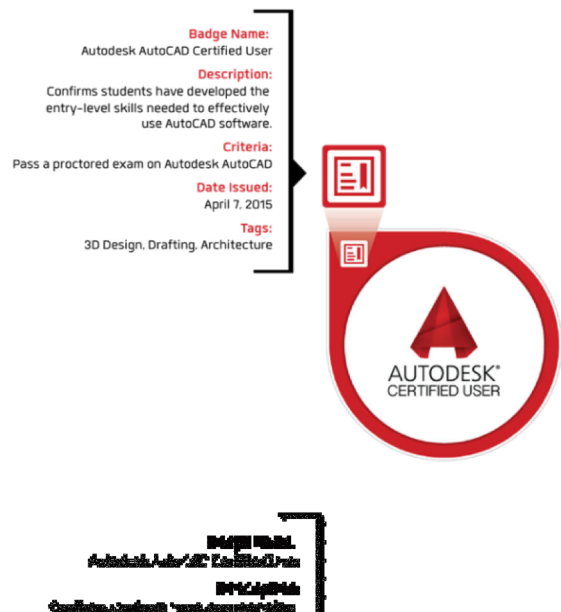 Badge Name:
Autodesk AutoCAD Certified User
Description:
Confirms students have developed the
entry-level skills needed to effectively
use AutoCAD software.
Criteria:
Pass a proctored exam on Autodesk AutoCAD
Date Issued:
April 7, 2015
Tags:
3D Design, Drafting, Architecture
AUTODESK®
CERTIFIED USER